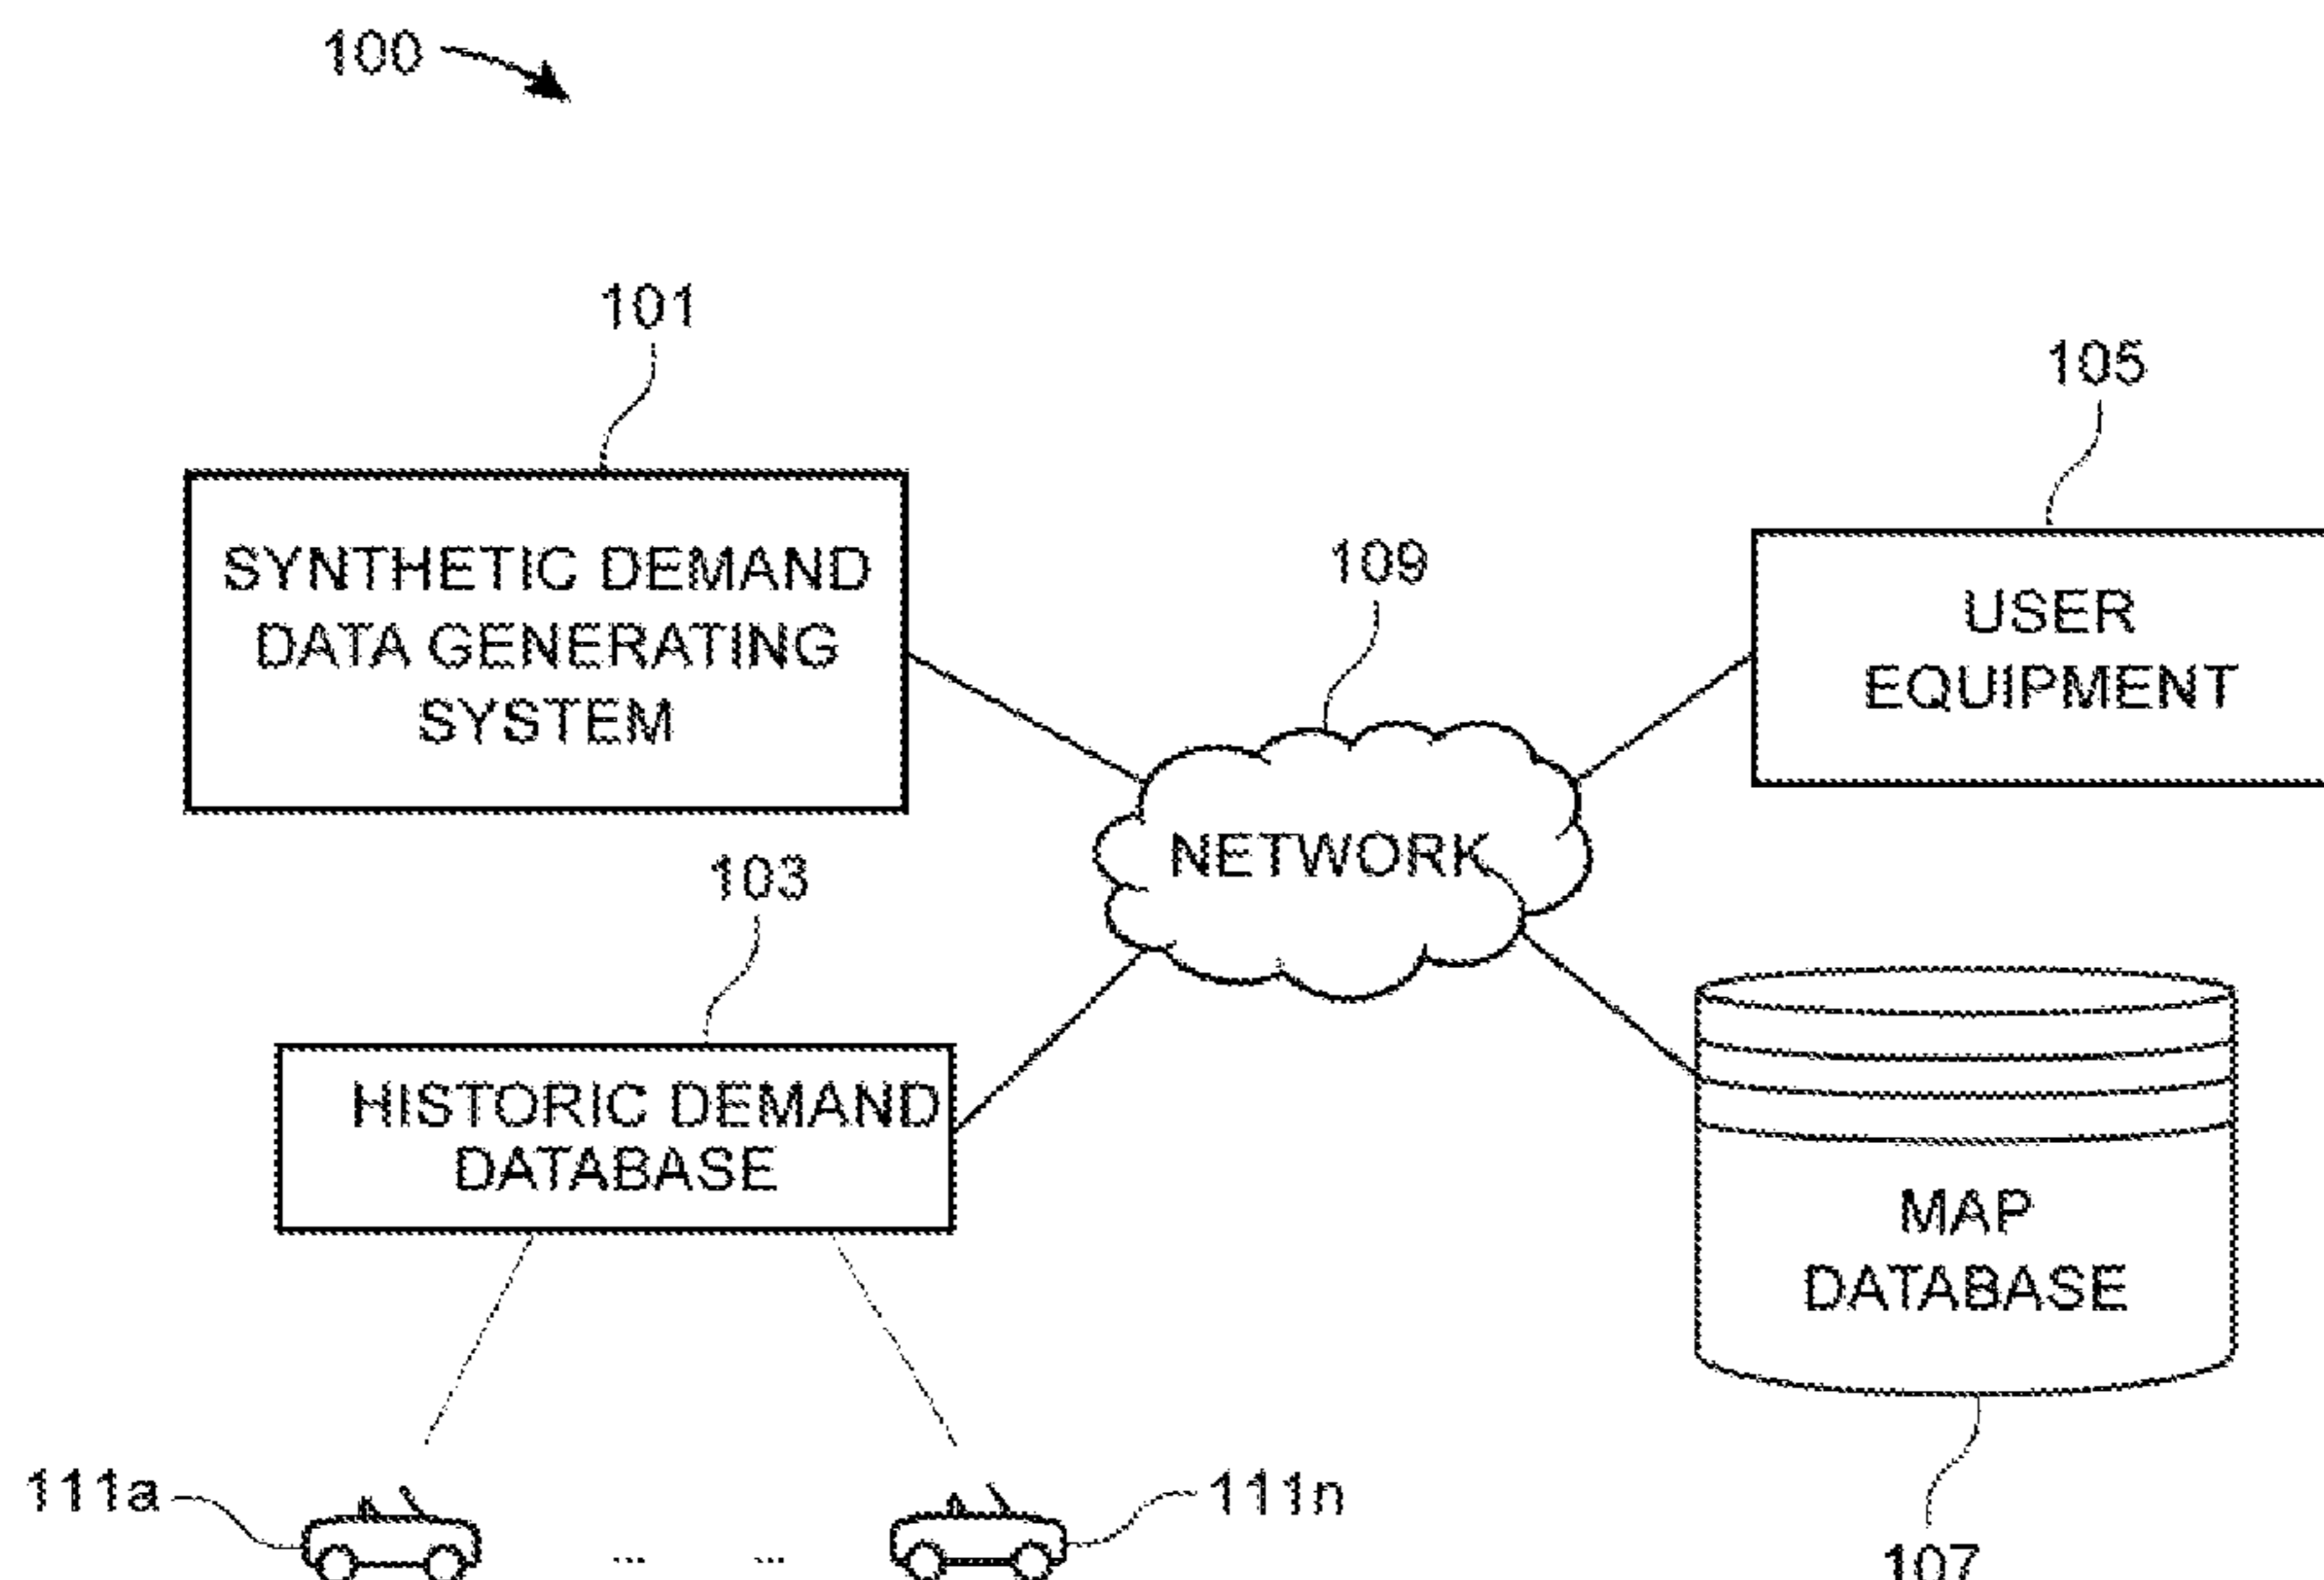 100
101
105
SYNTHETIC DEMAND
DATA GENERATING
SYSTEM
109
USER
EQUIPMENT
NETWORK
103
HISTORIC DEMAND
DATABASE
MAP
DATABASE
111a
111n
107